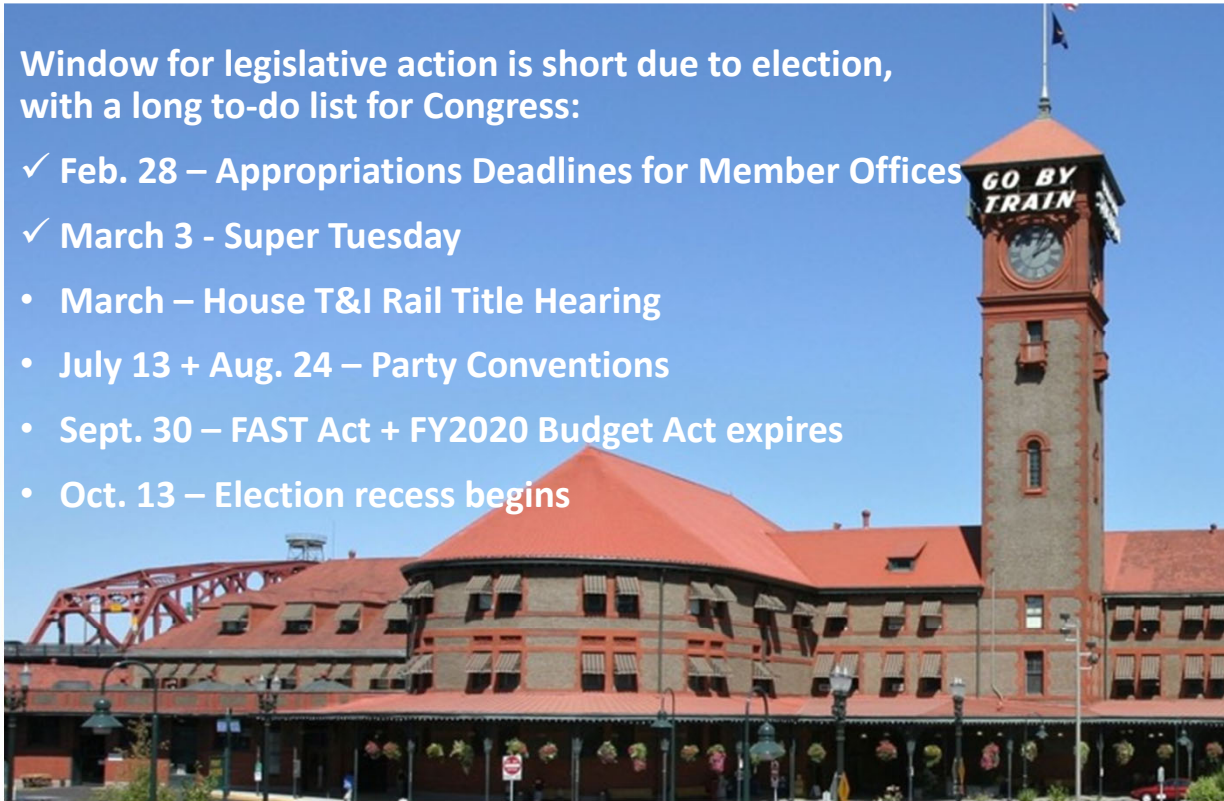 Window for legislative action is short due to election,
with a long to-do list for Congress:
✓ Feb. 28 – Appropriations Deadlines for Member Offices
✓ March 3 - Super Tuesday
• March – House T&I Rail Title Hearing
• July 13 + Aug. 24 – Party Conventions
• Sept. 30 – FAST Act + FY2020 Budget Act expires
• Oct. 13 – Election recess begins
GO BY
TRAIN